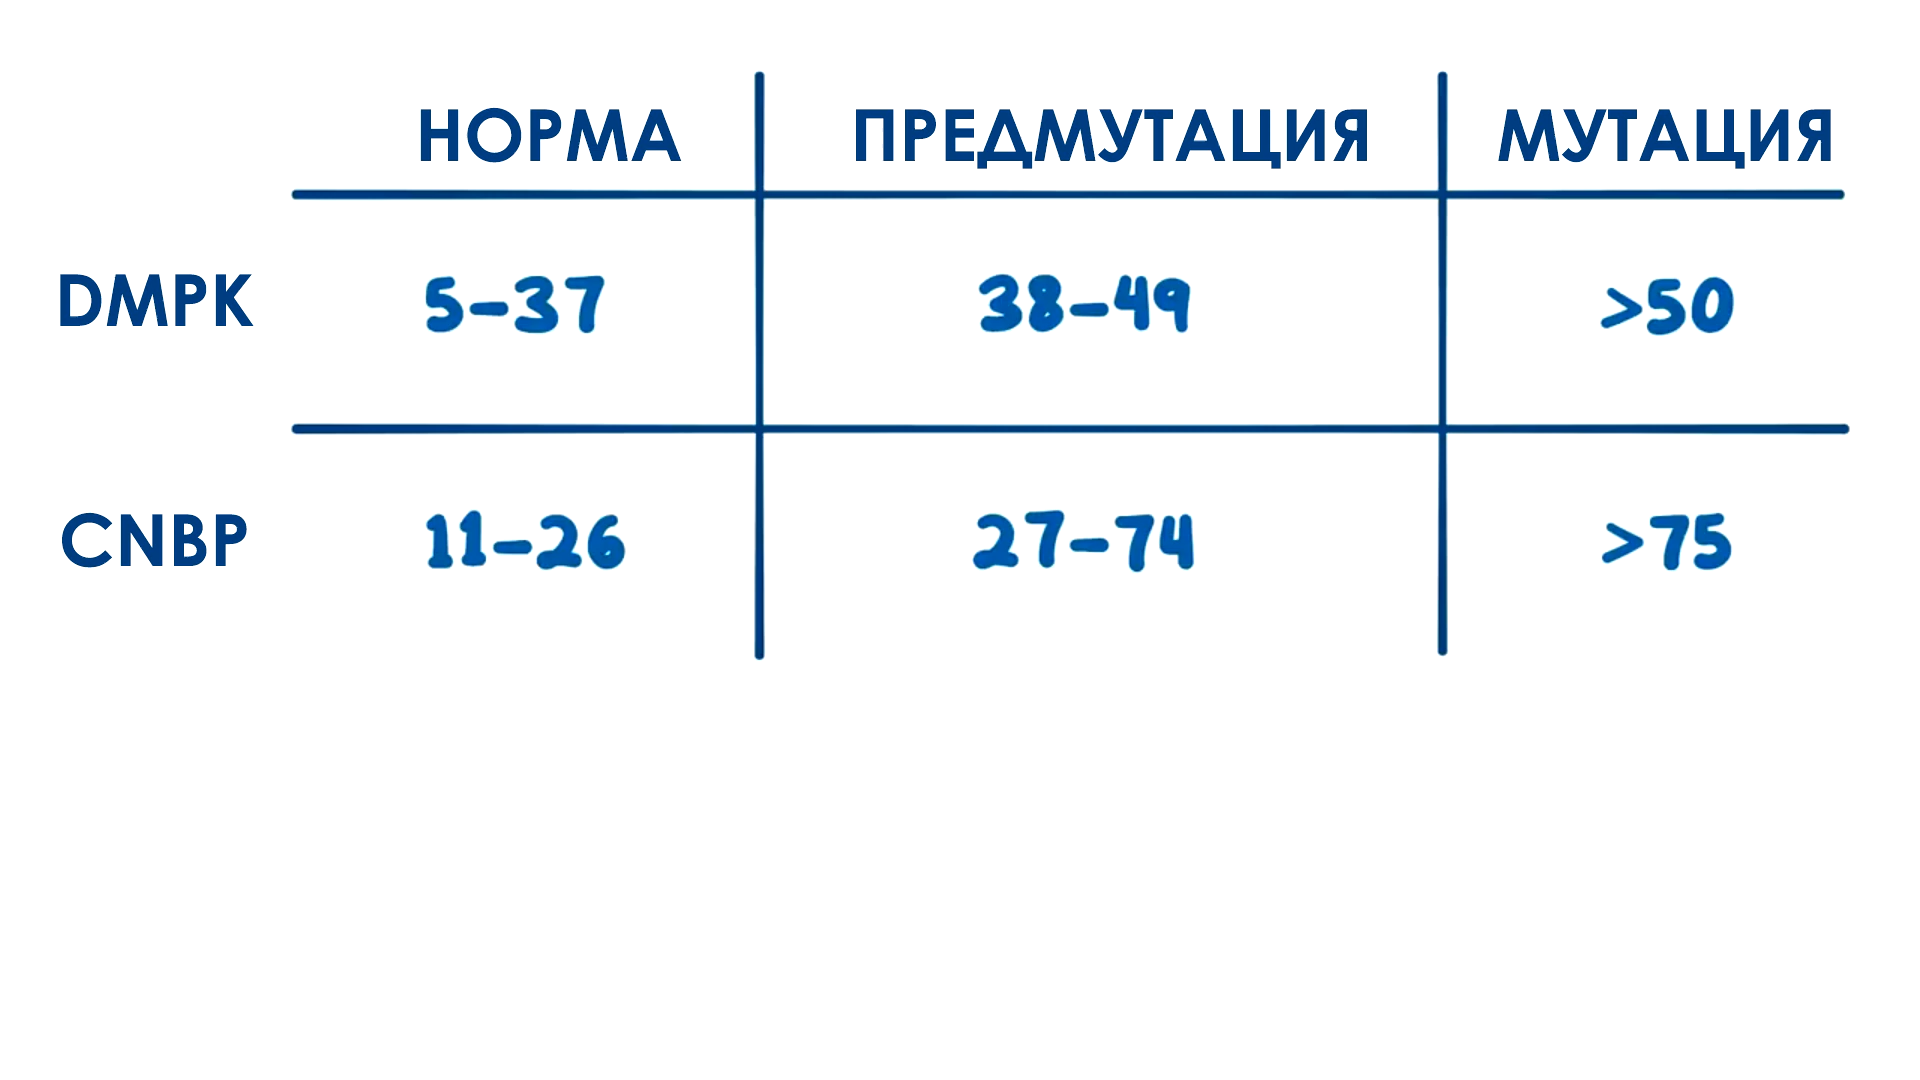 НОРМА ПРЕДМУТАЦИЯ МУТАЦИЯ
DMPK 5-37 38-49 >50
CNBP 11-26 27-74 >75